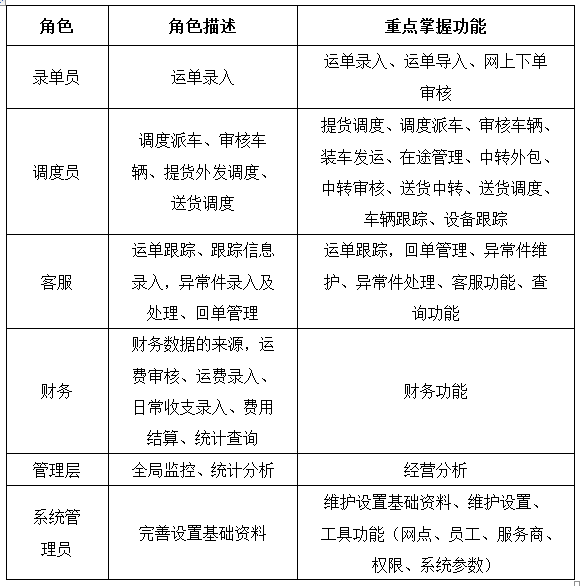 角色 角色描述 重点掌握功能
录单员 运单录入 运单录入、运单导入、网上下单
审核
调度员 调度派车、审核车
辆、提货外发调度、
送货调度 提货调度、调度派车、审核车辆、
装车发运、在途管理、中转外包、
中转审核、送货中转、送货调度、
车辆跟踪、设备跟踪
客服 运单跟踪、跟踪信息
录入，异常件录入及
处理、回单管理 运单跟踪，回单管理、异常件维
护、异常件处理、客服功能、查
询功能
财务 财务数据的来源，运
费审核、运费录入、
日常收支录入、费用
结算、统计查询 财务功能
管理层 全局监控、统计分析 经营分析
系统管
理员 完善设置基础资料 维护设置基础资料、维护设置、
工具功能（网点、员工、服务商、
权限、系统参数）